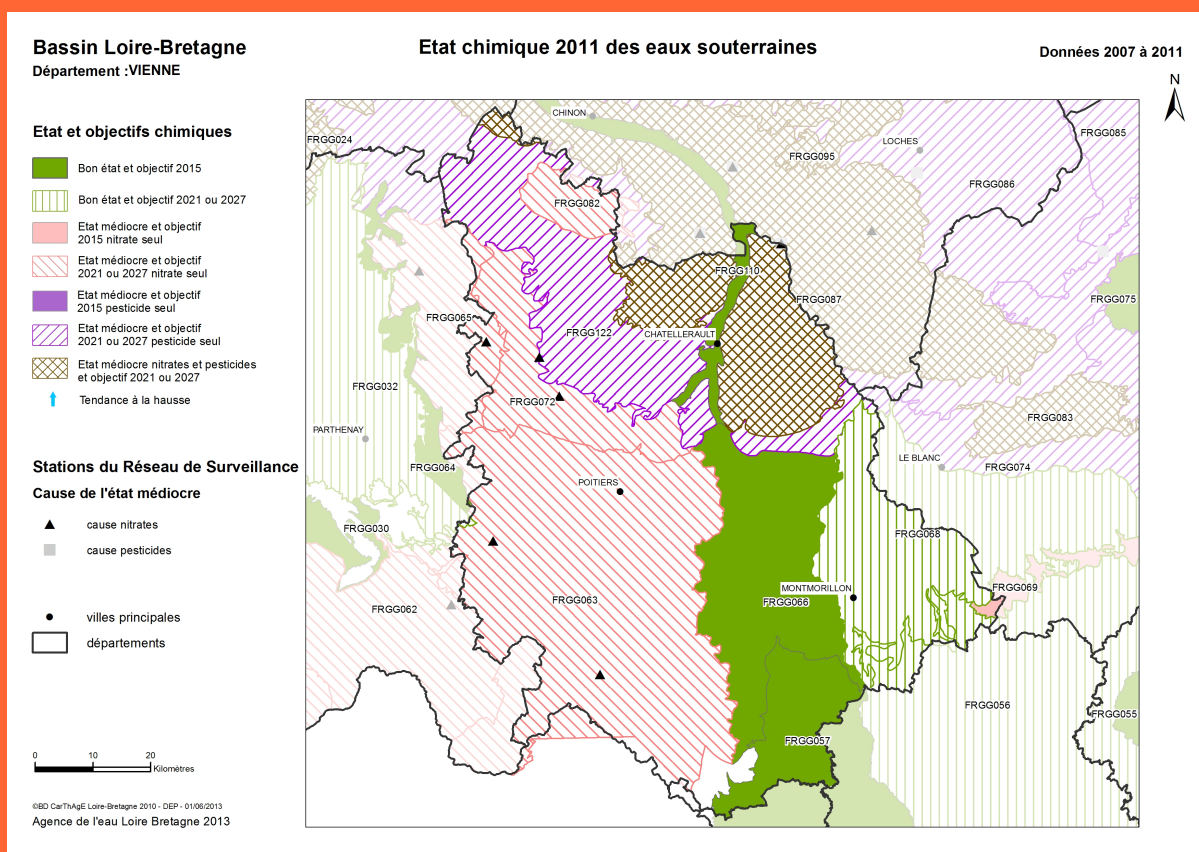 Bassin Loire-Bretagne
Département :VIENNE
Etat chimique 2011 des eaux souterraines
Données 2007 à 2011
N
Etat et objectifs chimiques
Bon état et objectif 2015
Bon état et objectif 2021 ou 2027
Etat médiocre et objectif
2015 nitrate seul
Etat médiocre et objectif
2021 ou 2027 nitrate seul
Etat médiocre et objectif
2015 pesticide seul
Etat médiocre et objectif
2021 ou 2027 pesticide seul
Etat médiocre nitrates et pesticides
et objectif 2021 ou 2027
Tendance à la hausse
Stations du Réseau de Surveillance
Cause de l'état médiocre
cause nitrates
cause pesticides
villes principales
départements
0 10 20
Kilomètres
©BD CarThAgE Loire-Bretagne 2010 - DEP - 01/06/2013
Agence de l'eau Loire Bretagne 2013
CHINON
FRGG024
FRGG085
LOCHES
FRGG095
FRGG086
FRGG082
FRGG110
FRGG087
FRGG075
FRGG065
FRGG122
CHATELLERAULT
FRGG032
FRGG072
FRGG083
PARTHENAY
LE BLANC
FRGG064
FRGG074
POITIERS
FRGG030
FRGG068
MONTMORILLON
FRGG069
FRGG062
FRGG063
FRGG066
FRGG056
FRGG055
FRGG057